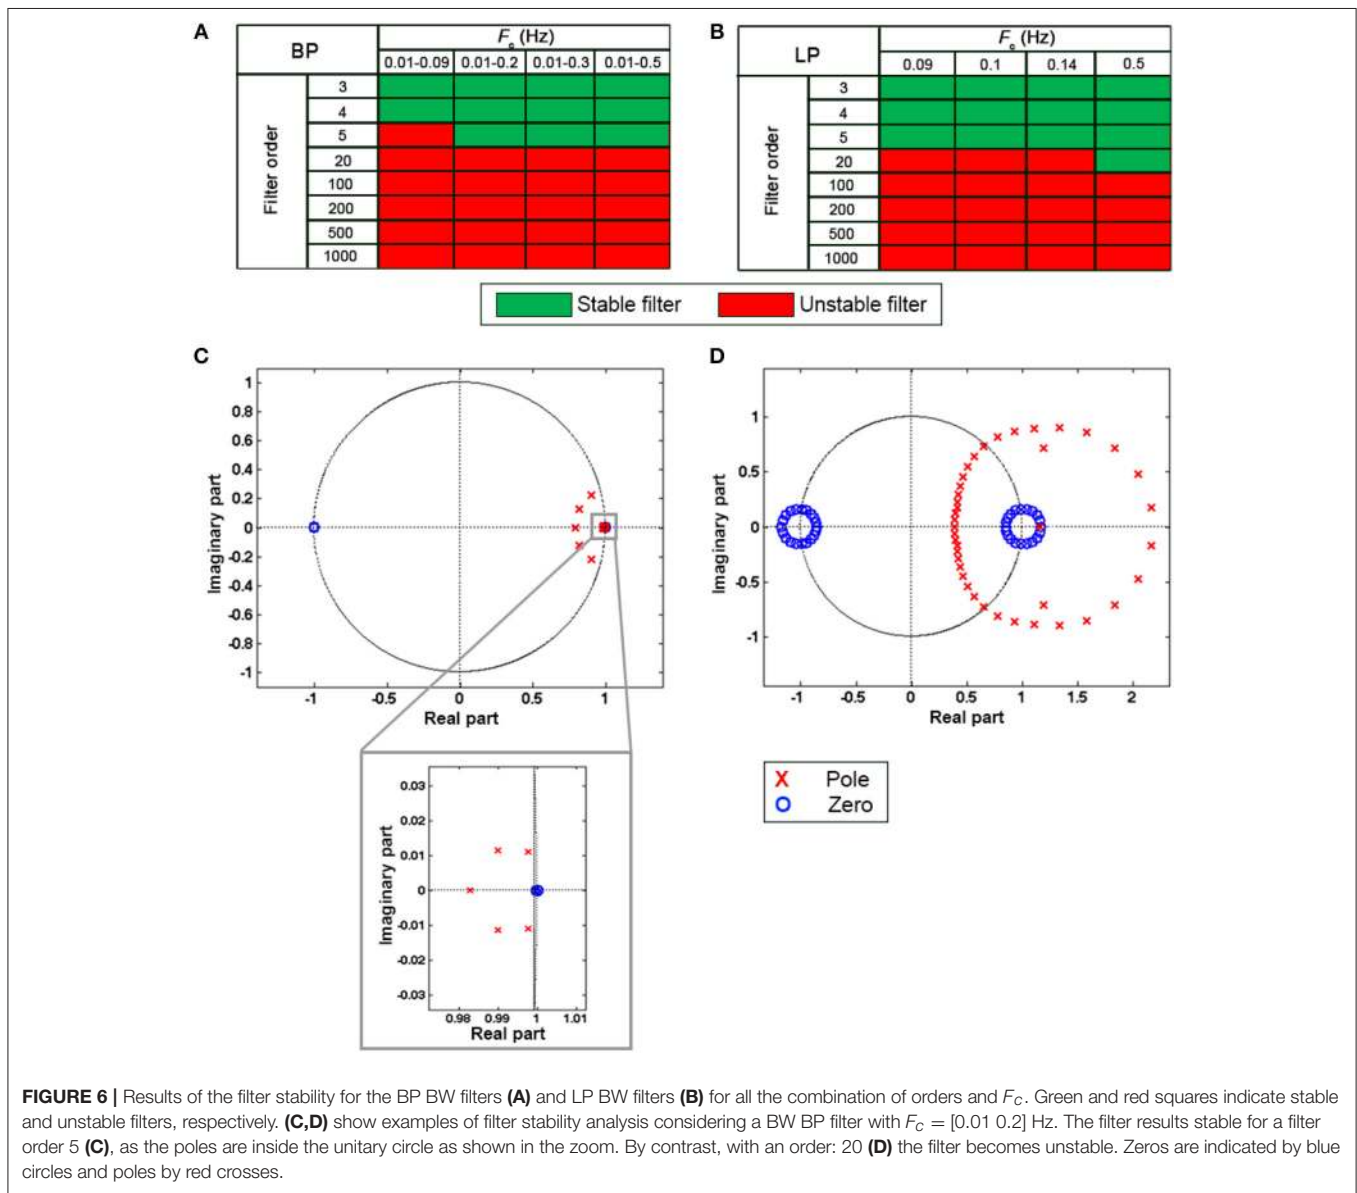 A
BP
F_c (Hz)
0.01-0.09 0.01-0.2 0.01-0.3 0.01-0.5
Filter order
3
4
5
20
100
200
500
1000
B
LP
F_c (Hz)
0.09 0.1 0.14 0.5
Filter order
3
4
5
20
100
200
500
1000
Stable filter Unstable filter
C
Imaginary part
1
0.8
0.6
0.4
0.2
0
-0.2
-0.4
-0.6
-0.8
-1
-1 -0.5 0 0.5 1
Real part
D
Imaginary part
1
0.5
0
-0.5
-1
-1 -0.5 0 0.5 1 1.5 2
Real part
Imaginary part
0.03
0.02
0.01
0
-0.01
-0.02
-0.03
0.98 0.99 1 1.01
Real part
X Pole
O Zero
FIGURE 6 | Results of the filter stability for the BP BW filters (A) and LP BW filters (B) for all the combination of orders and F_C. Green and red squares indicate stable
and unstable filters, respectively. (C,D) show examples of filter stability analysis considering a BW BP filter with F_C = [0.01 0.2] Hz. The filter results stable for a filter
order 5 (C), as the poles are inside the unitary circle as shown in the zoom. By contrast, with an order: 20 (D) the filter becomes unstable. Zeros are indicated by blue
circles and poles by red crosses.